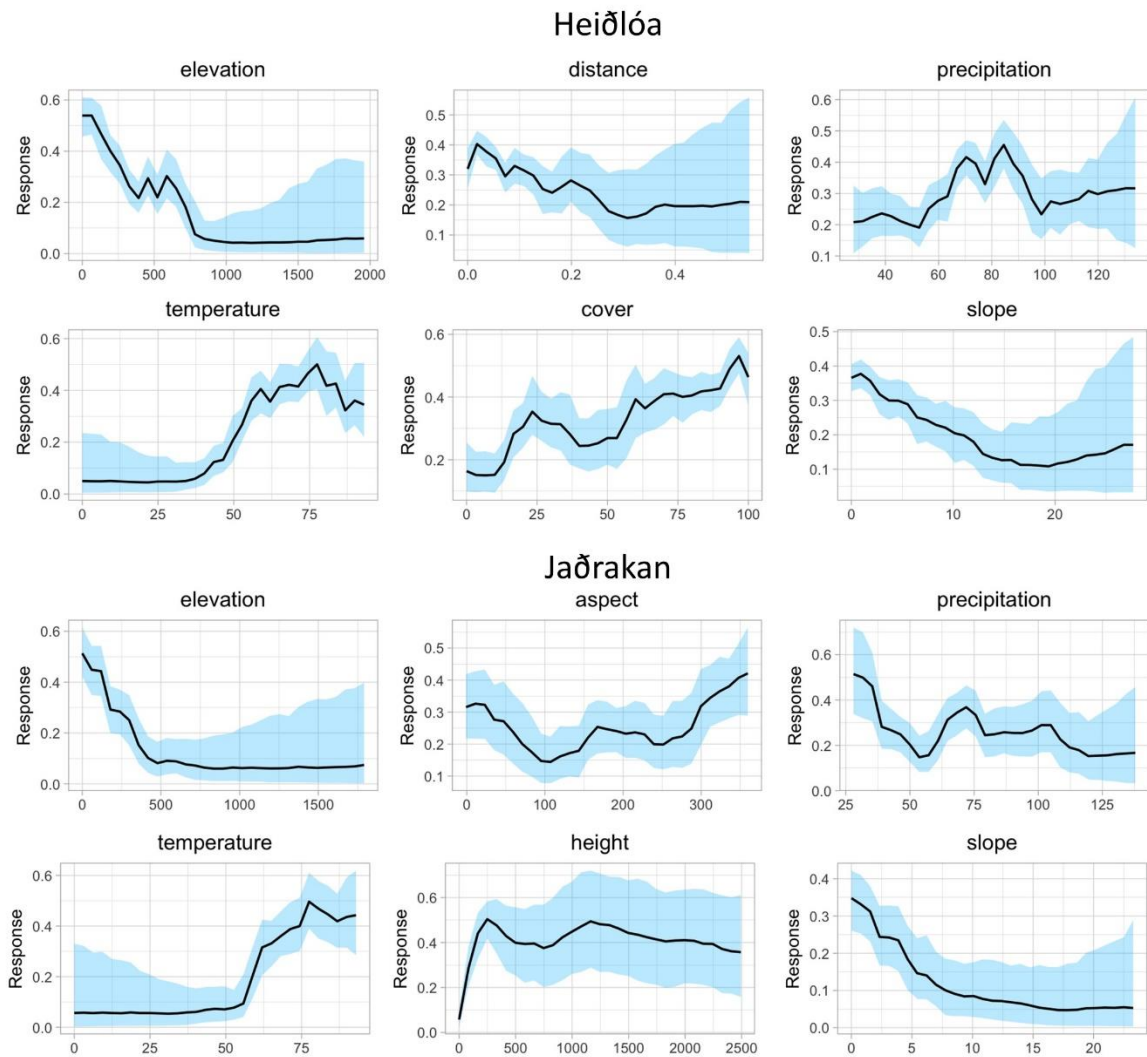 Heiðlóa
elevation distance precipitation
Response Response Response
0.6 0.4 0.2 0.0
0 500 1000 1500 2000
0.5 0.4 0.3 0.2 0.1
0.0 0.2 0.4
0.6 0.5 0.4 0.3 0.2 0.1
40 60 80 100 120
temperature cover slope
Response Response Response
0.6 0.4 0.2 0.0
0 25 50 75
0.6 0.4 0.2
0 25 50 75 100
0.5 0.4 0.3 0.2 0.1
0 10 20
Jaðrakan
elevation aspect precipitation
Response Response Response
0.6 0.4 0.2 0.0
0 500 1000 1500
0.5 0.4 0.3 0.2 0.1
0 100 200 300
0.6 0.4 0.2 0.0
25 50 75 100 125
temperature height slope
Response Response Response
0.6 0.4 0.2 0.0
0 25 50 75
0.6 0.4 0.2 0.0
0 500 1000 1500 2000 2500
0.4 0.3 0.2 0.1 0.0
0 5 10 15 20